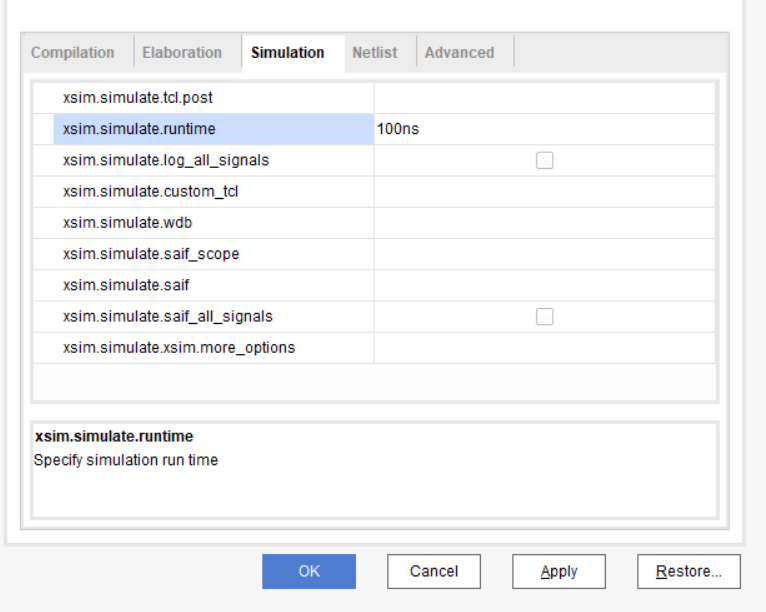 Compilation Elaboration Simulation Netlist Advanced
xsim.simulate.tcl.post
xsim.simulate.runtime 100ns
xsim.simulate.log_all_signals
xsim.simulate.custom_tcl
xsim.simulate.wdb
xsim.simulate.saif_scope
xsim.simulate.saif
xsim.simulate.saif_all_signals
xsim.simulate.xsim.more_options
xsim.simulate.runtime
Specify simulation run time
OK Cancel Apply Restore...